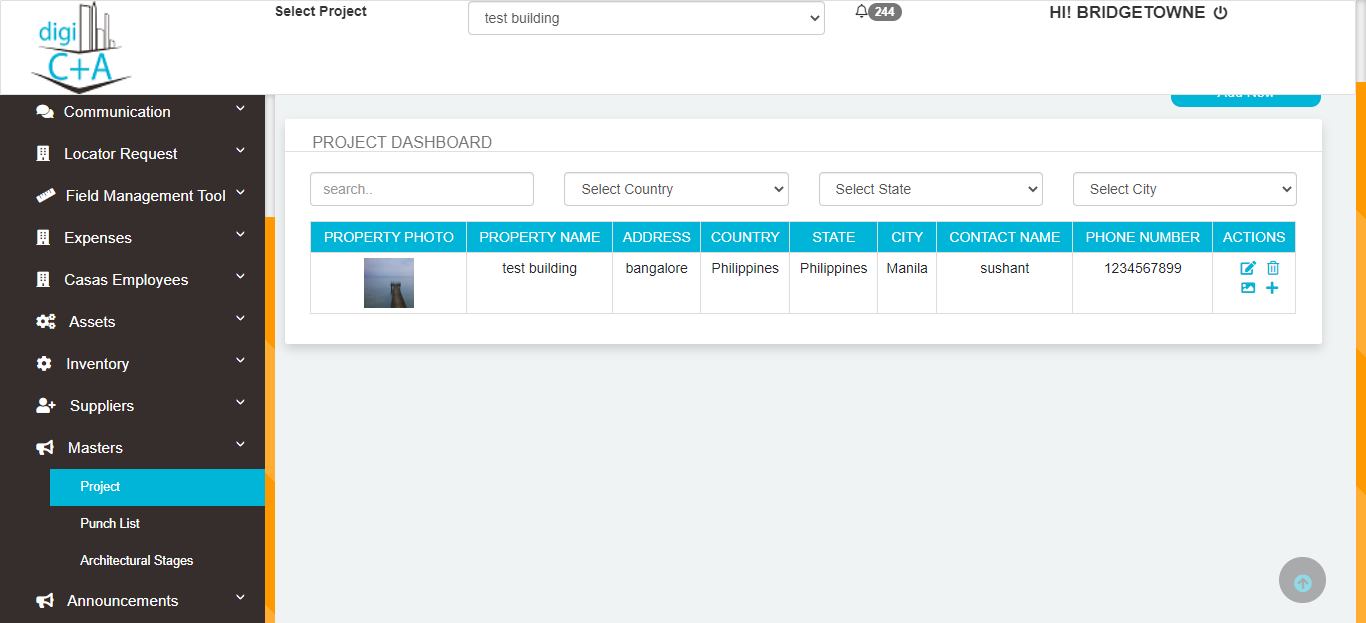 digi
C+A
Select Project
test building
244
HI! BRIDGETOWNE
Communication
Locator Request
Field Management Tool
Expenses
Casas Employees
Assets
Inventory
Suppliers
Masters
Project
Punch List
Architectural Stages
Announcements
Add New
PROJECT DASHBOARD
search..
Select Country
Select State
Select City
PROPERTY PHOTO PROPERTY NAME ADDRESS COUNTRY STATE CITY CONTACT NAME PHONE NUMBER ACTIONS
test building bangalore Philippines Philippines Manila sushant 1234567899